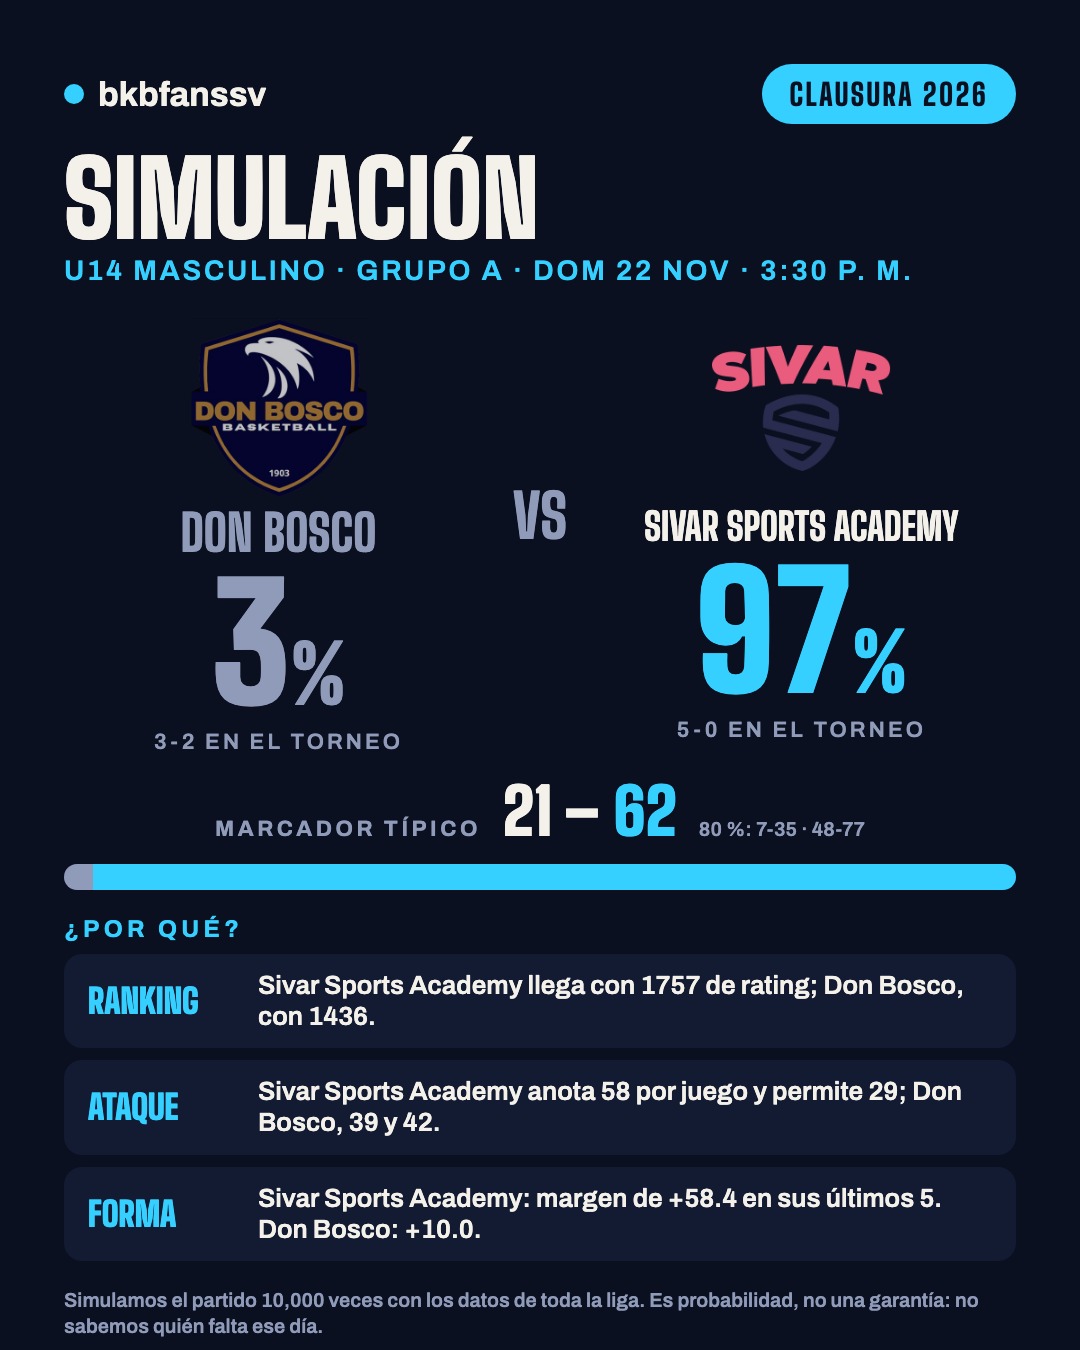 bkbfanssv
CLAUSURA 2026
SIMULACIÓN
U14 MASCULINO · GRUPO A · DOM 22 NOV · 3:30 P. M.
DON BOSCO
BASKETBALL
1903
SIVAR
DON BOSCO
VS
SIVAR SPORTS ACADEMY
3%
97%
3-2 EN EL TORNEO
5-0 EN EL TORNEO
MARCADOR TÍPICO 21 – 62 80 %: 7-35 · 48-77
¿POR QUÉ?
RANKING
Sivar Sports Academy llega con 1757 de rating; Don Bosco,
con 1436.
ATAQUE
Sivar Sports Academy anota 58 por juego y permite 29; Don
Bosco, 39 y 42.
FORMA
Sivar Sports Academy: margen de +58.4 en sus últimos 5.
Don Bosco: +10.0.
Simulamos el partido 10,000 veces con los datos de toda la liga. Es probabilidad, no una garantía: no
sabemos quién falta ese día.